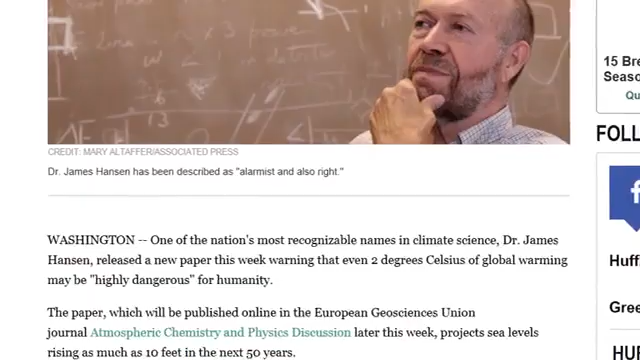 CREDIT: MARY ALTAFFER/ASSOCIATED PRESS
Dr. James Hansen has been described as "alarmist and also right."
WASHINGTON -- One of the nation's most recognizable names in climate science, Dr. James
Hansen, released a new paper this week warning that even 2 degrees Celsius of global warming
may be "highly dangerous" for humanity.
The paper, which will be published online in the European Geosciences Union
journal Atmospheric Chemistry and Physics Discussion later this week, projects sea levels
rising as much as 10 feet in the next 50 years.
15 Bre
Seaso
Qu
FOLL
f
Huff
Gree
HUF